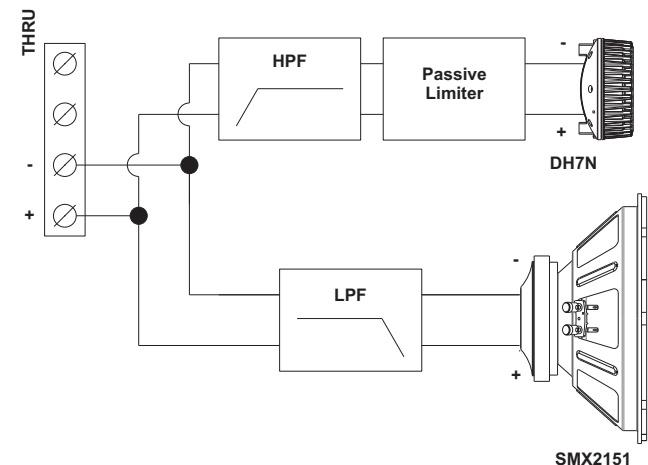 THRU
HPF
Passive
Limiter
-
+
DH7N
-
+
LPF
-
+
SMX2151